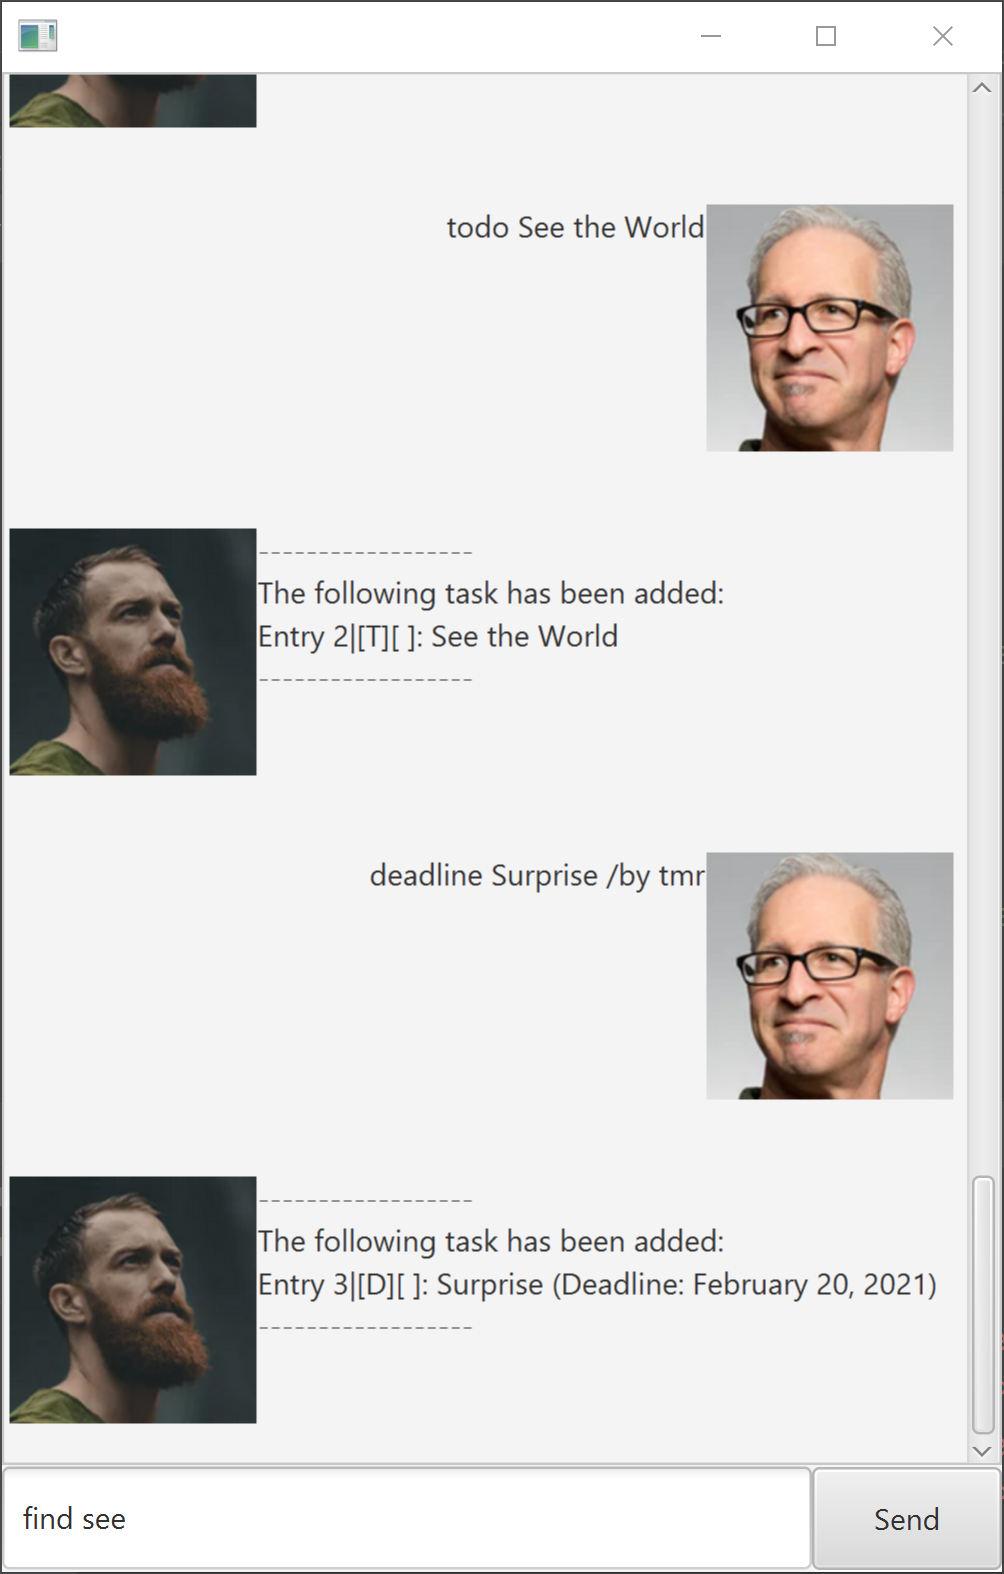 todo See the World
-----------------
The following task has been added:
Entry 2|[T][ ]: See the World
-----------------
deadline Surprise /by tmr
-----------------
The following task has been added:
Entry 3|[D][ ]: Surprise (Deadline: February 20, 2021)
-----------------
find see
Send